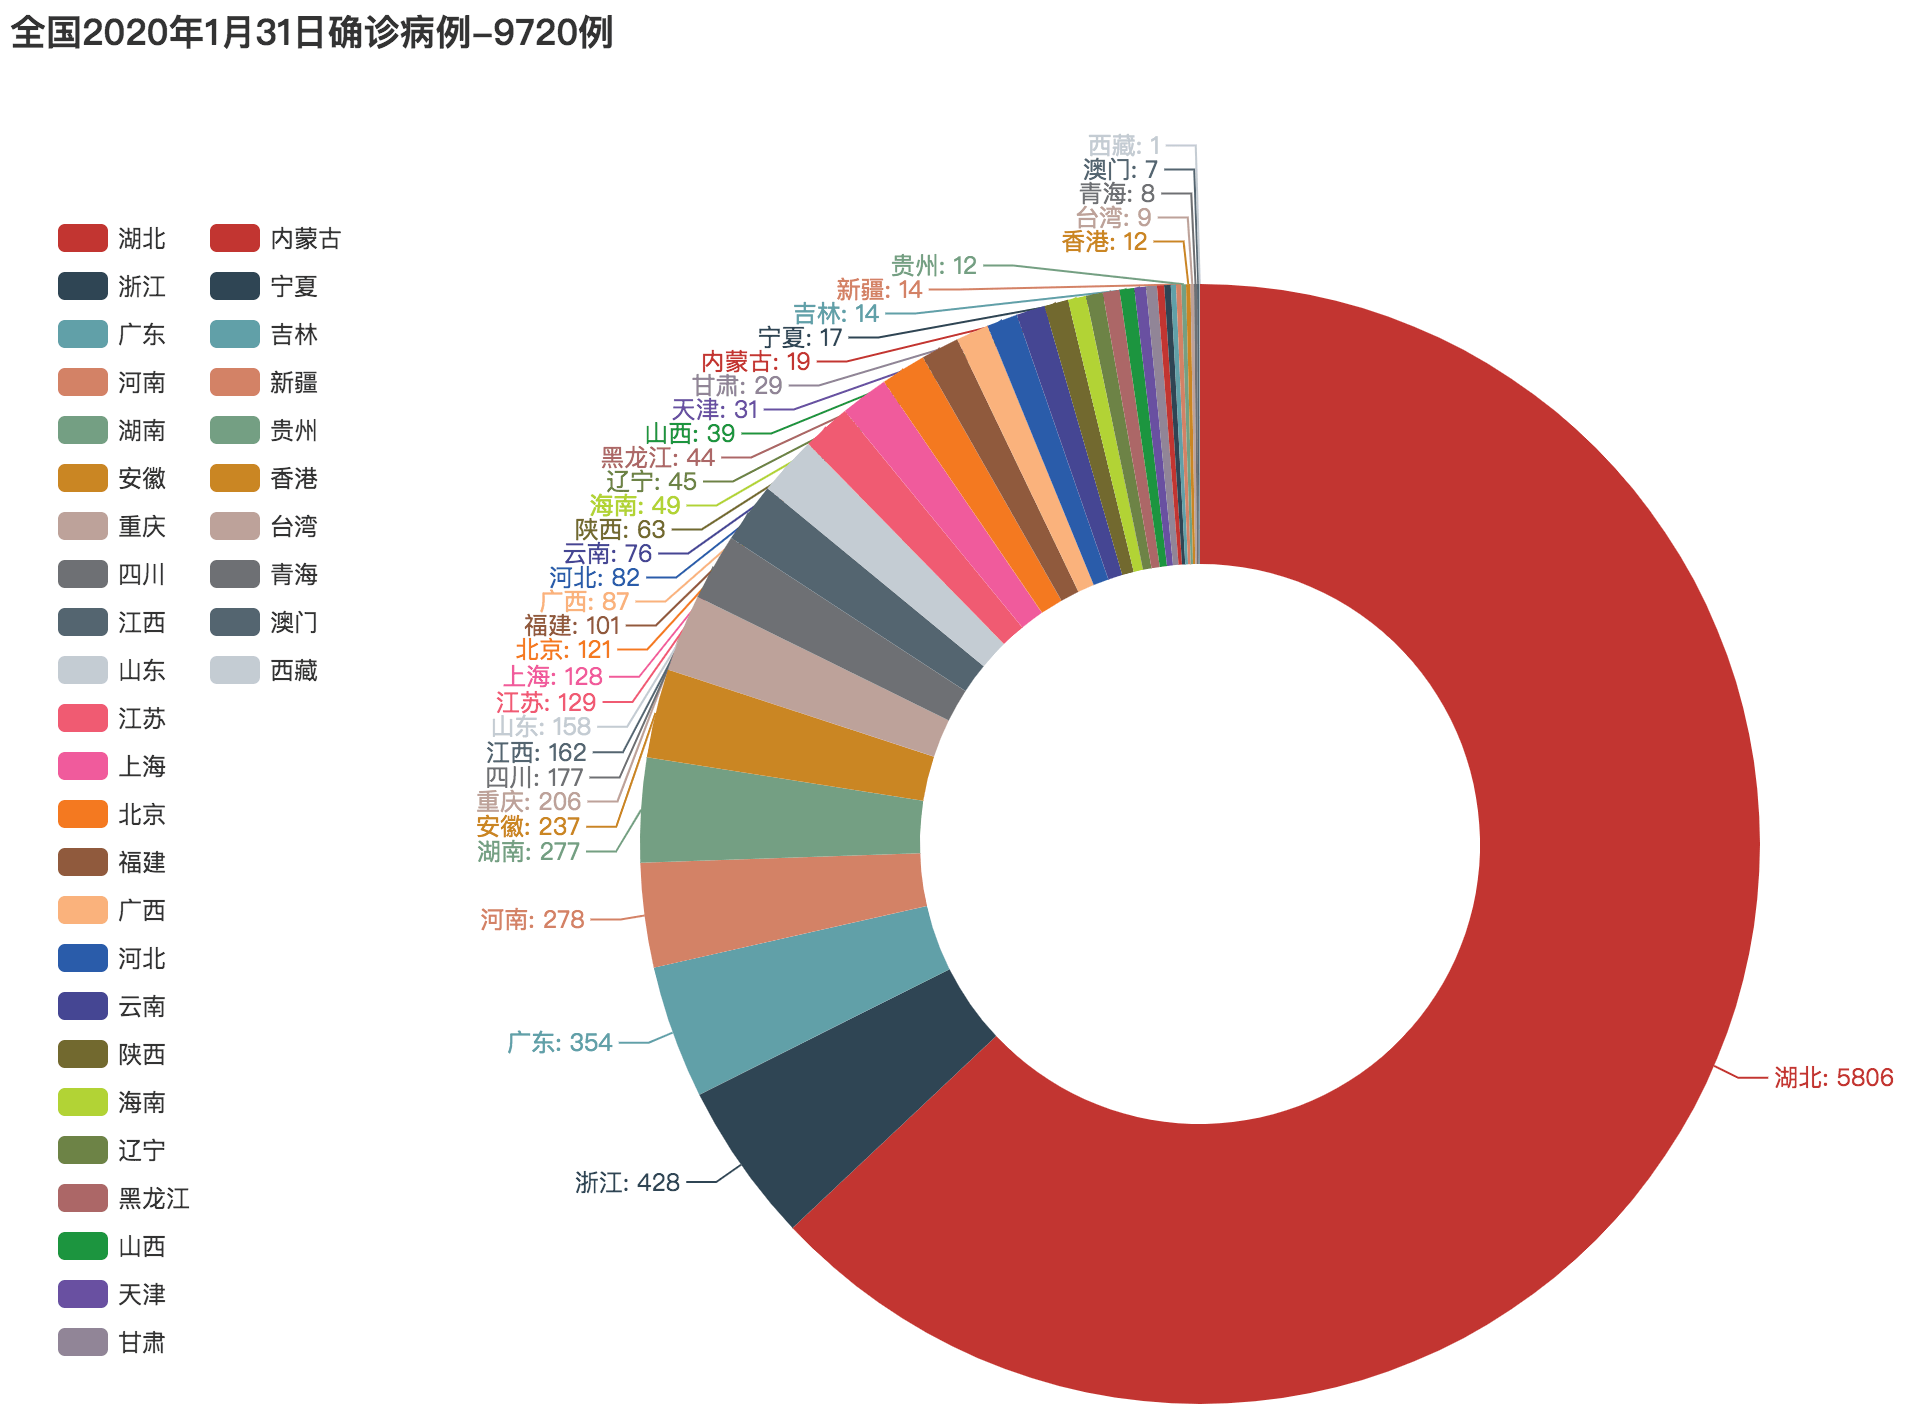 全国2020年1月31日确诊病例-9720例
湖北
浙江
广东
河南
湖南
安徽
重庆
四川
江西
山东
江苏
上海
北京
福建
广西
河北
云南
陕西
海南
辽宁
黑龙江
山西
天津
甘肃
内蒙古
宁夏
吉林
新疆
贵州
香港
台湾
青海
澳门
西藏
西藏: 1
澳门: 7
青海: 8
台湾: 9
香港: 12
贵州: 12
新疆: 14
吉林: 14
宁夏: 17
内蒙古: 19
甘肃: 29
天津: 31
山西: 39
黑龙江: 44
辽宁: 45
海南: 49
陕西: 63
云南: 76
河北: 82
广西: 87
福建: 101
北京: 121
上海: 128
江苏: 129
山东: 158
江西: 162
四川: 177
重庆: 206
安徽: 237
湖南: 277
河南: 278
广东: 354
浙江: 428
湖北: 5806